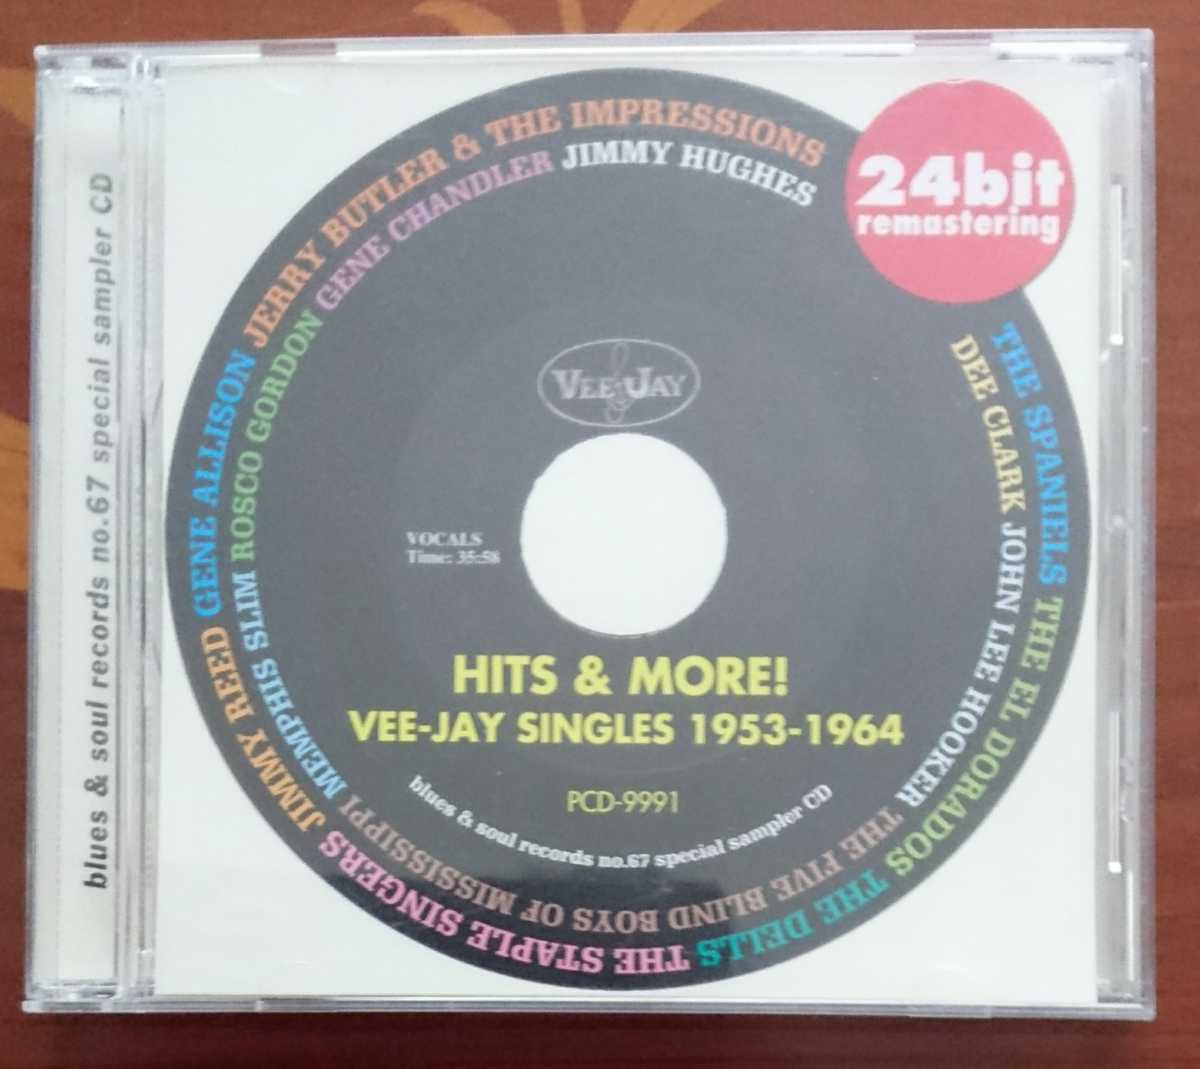 blues & soul records no.67 special sampler CD
24bit
remastering
THE SPANIELS THE EL DORADOS THE DELLS THE STAPLE SINGERS JIMMY REED GENE ALLISON JERRY BUTLER & THE IMPRESSIONS
DEE CLARK JOHN LEE HOOKER THE FIVE BLIND BOYS OF MISSISSIPPI MEMPHIS SLIM ROSCO GORDON GENE CHANDLER JIMMY HUGHES
VEE JAY
VOCALS
Time: 35:58
HITS & MORE!
VEE-JAY SINGLES 1953-1964
PCD-9991
blues & soul records no.67 special sampler CD